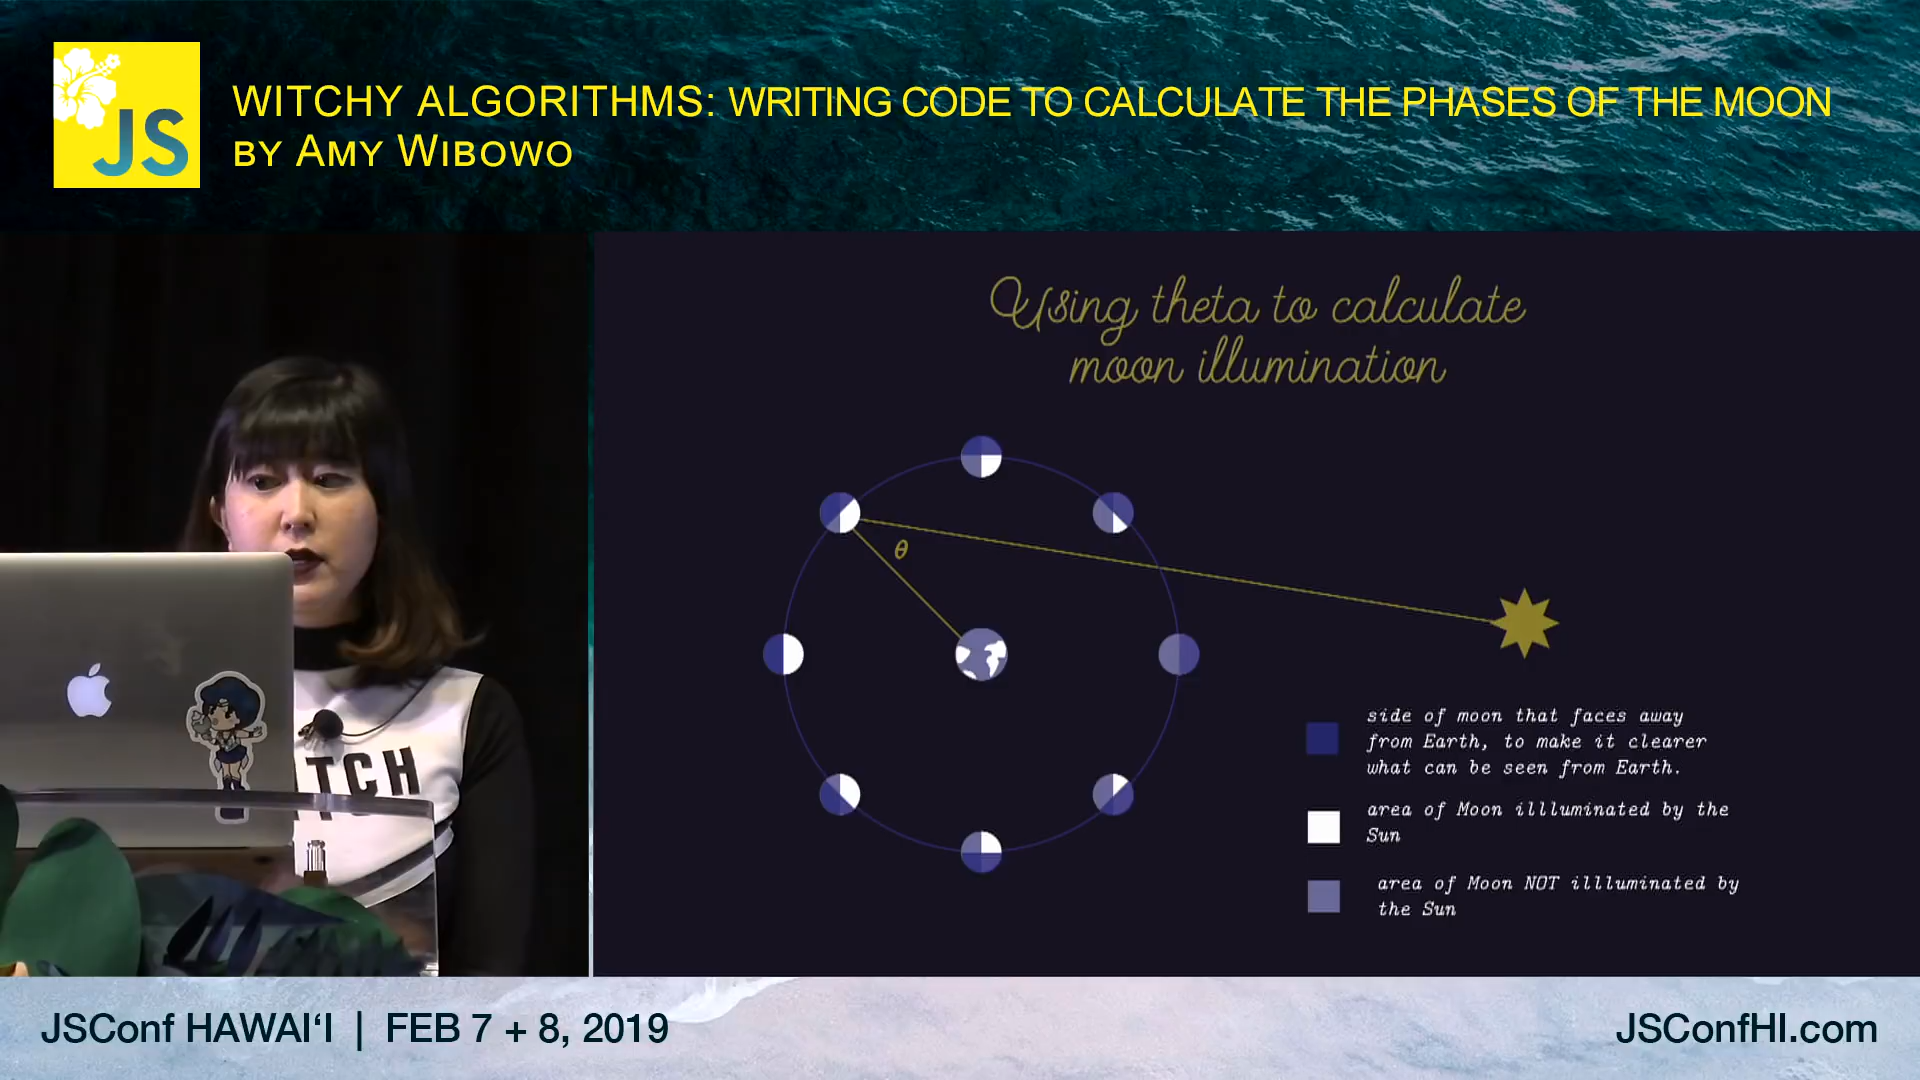 JS
WITCHY ALGORITHMS: WRITING CODE TO CALCULATE THE PHASES OF THE MOON
BY AMY WIBOWO
Using theta to calculate
moon illumination
θ
side of moon that faces away
from Earth, to make it clearer
what can be seen from Earth.
area of Moon illluminated by the
Sun
area of Moon NOT illluminated by
the Sun
TCH
JSConf HAWAIʻI | FEB 7 + 8, 2019
JSConfHI.com